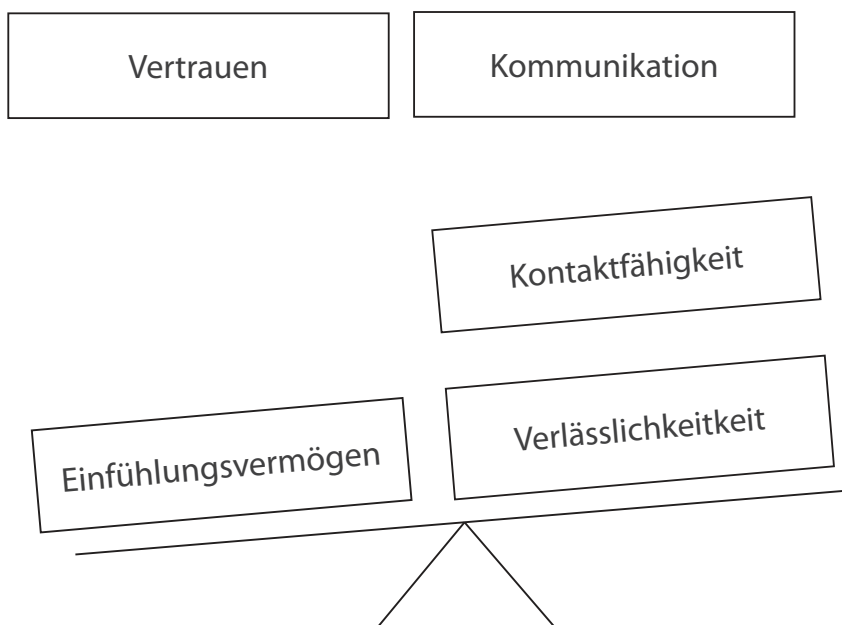 Vertrauen
Kommunikation
Kontaktfähigkeit
Einfühlungsvermögen
Verlässlichkeitkeit